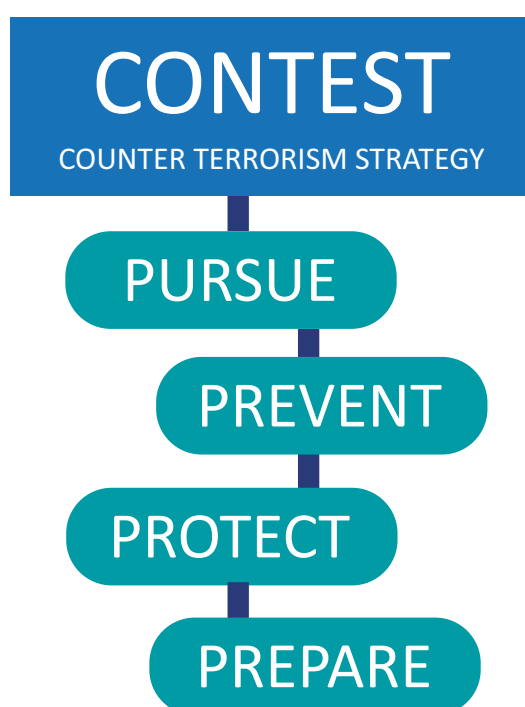 CONTEST
COUNTER TERRORISM STRATEGY
PURSUE
PREVENT
PROTECT
PREPARE